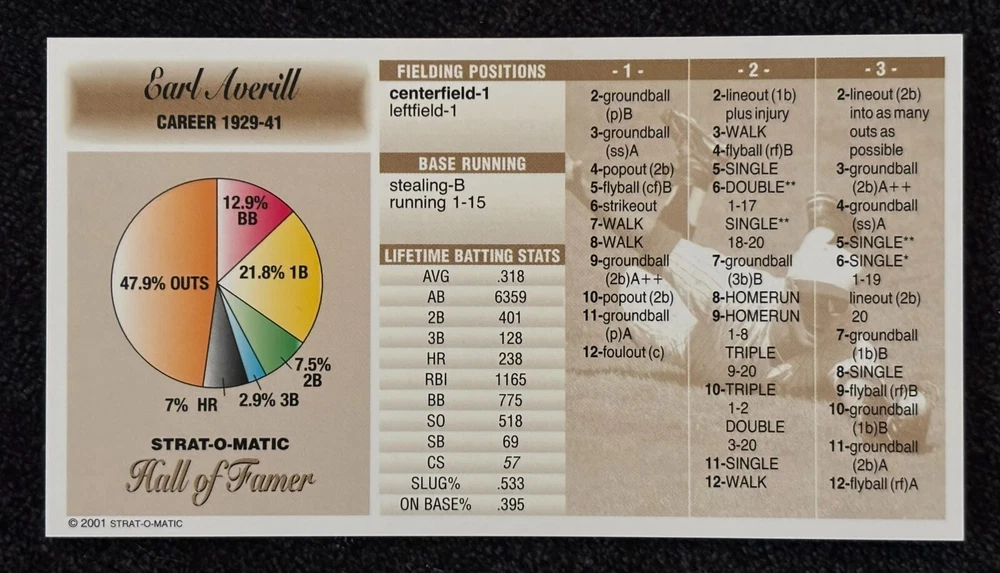 Earl Averill
CAREER 1929-41
12.9%
BB
21.8% 1B
47.9% OUTS
7.5%
2B
2.9% 3B
7% HR
STRAT-O-MATIC
Hall of Famer
© 2001 STRAT-O-MATIC
FIELDING POSITIONS
centerfield-1
leftfield-1
BASE RUNNING
stealing-B
running 1-15
LIFETIME BATTING STATS
AVG .318
AB 6359
2B 401
3B 128
HR 238
RBI 1165
BB 775
SO 518
SB 69
CS 57
SLUG% .533
ON BASE% .395
- 1 -
2-groundball
(p)B
3-groundball
(ss)A
4-popout (2b)
5-flyball (cf)B
6-strikeout
7-WALK
8-WALK
9-groundball
(2b)A++
10-popout (2b)
11-groundball
(p)A
12-foulout (c)
- 2 -
2-lineout (1b)
plus injury
3-WALK
4-flyball (rf)B
5-SINGLE
6-DOUBLE**
1-17
SINGLE**
18-20
7-groundball
(3b)B
8-HOMERUN
9-HOMERUN
1-8
TRIPLE
9-20
10-TRIPLE
1-2
DOUBLE
3-20
11-SINGLE
12-WALK
- 3 -
2-lineout (2b)
into as many
outs as
possible
3-groundball
(2b)A++
4-groundball
(ss)A
5-SINGLE**
6-SINGLE*
1-19
lineout (2b)
20
7-groundball
(1b)B
8-SINGLE
9-flyball (rf)B
10-groundball
(1b)B
11-groundball
(2b)A
12-flyball (rf)A